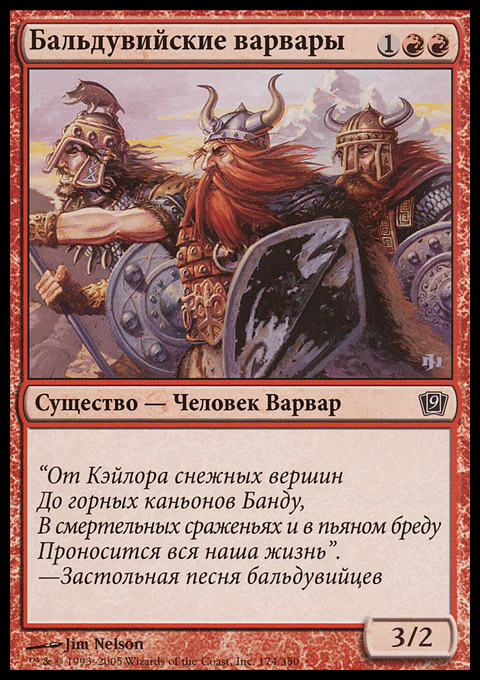 Бальдувийские варвары 1
Существо — Человек Варвар 9
“От Кэйлора снежных вершин
До горных каньонов Банду,
В смертельных сраженьях и в пьяном бреду
Проносится вся наша жизнь”.
—Застольная песня бальдувийцев
Jim Nelson
3/2
™ & © 1993–2005 Wizards of the Coast, Inc. 174/350